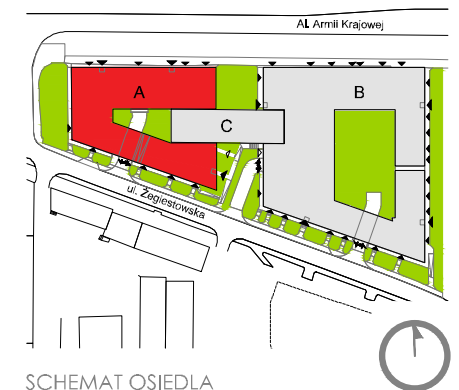 Al. Armii Krajowej
A
B
C
ul. Żegiestowska
SCHEMAT OSIEDLA